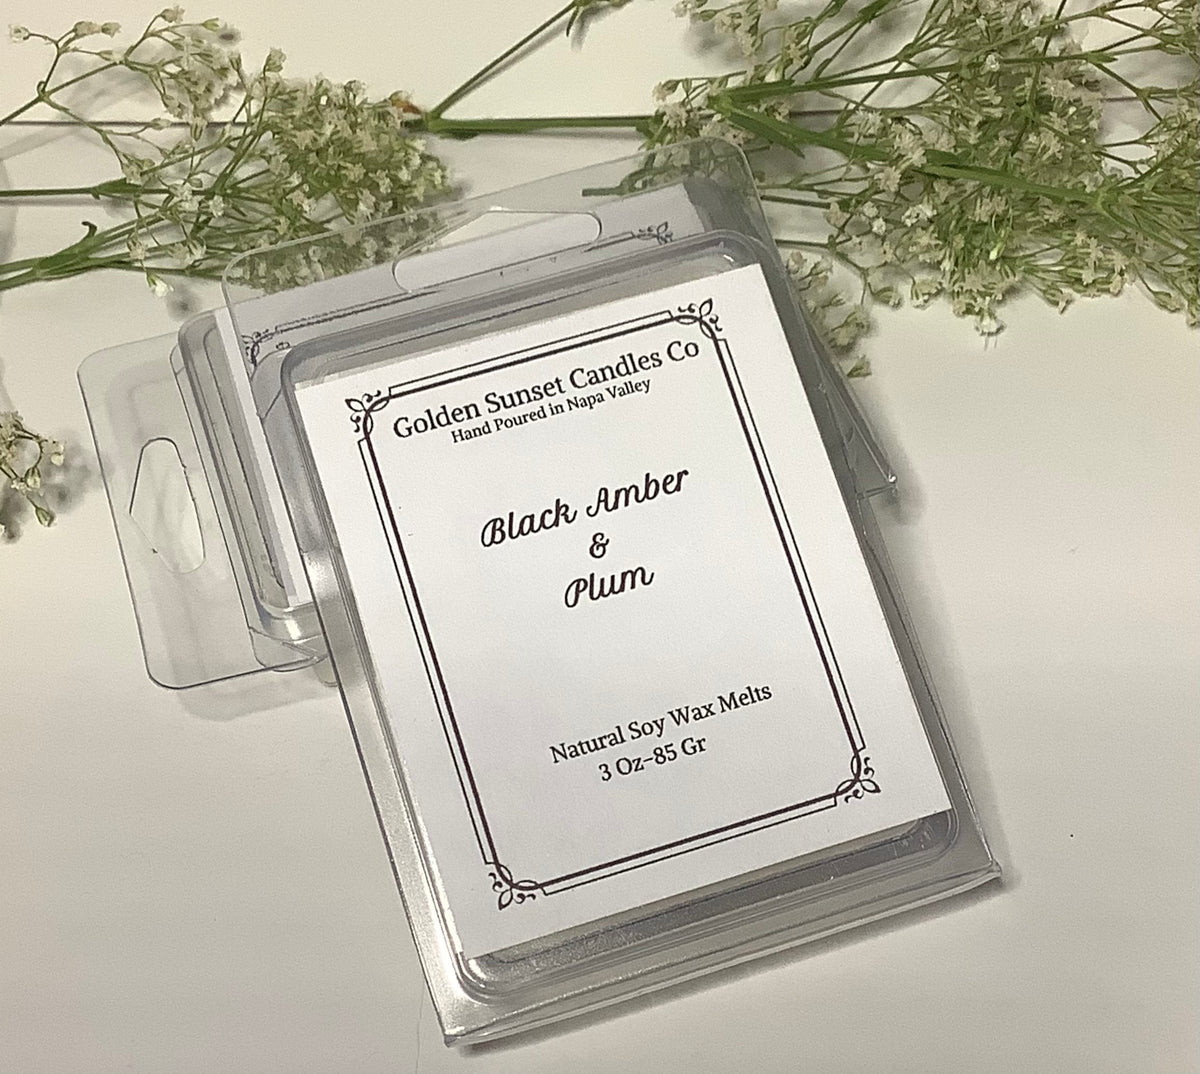 Golden Sunset Candles Co
Hand Poured in Napa Valley
Black Amber
&
Plum
Natural Soy Wax Melts
3 Oz-85 Gr